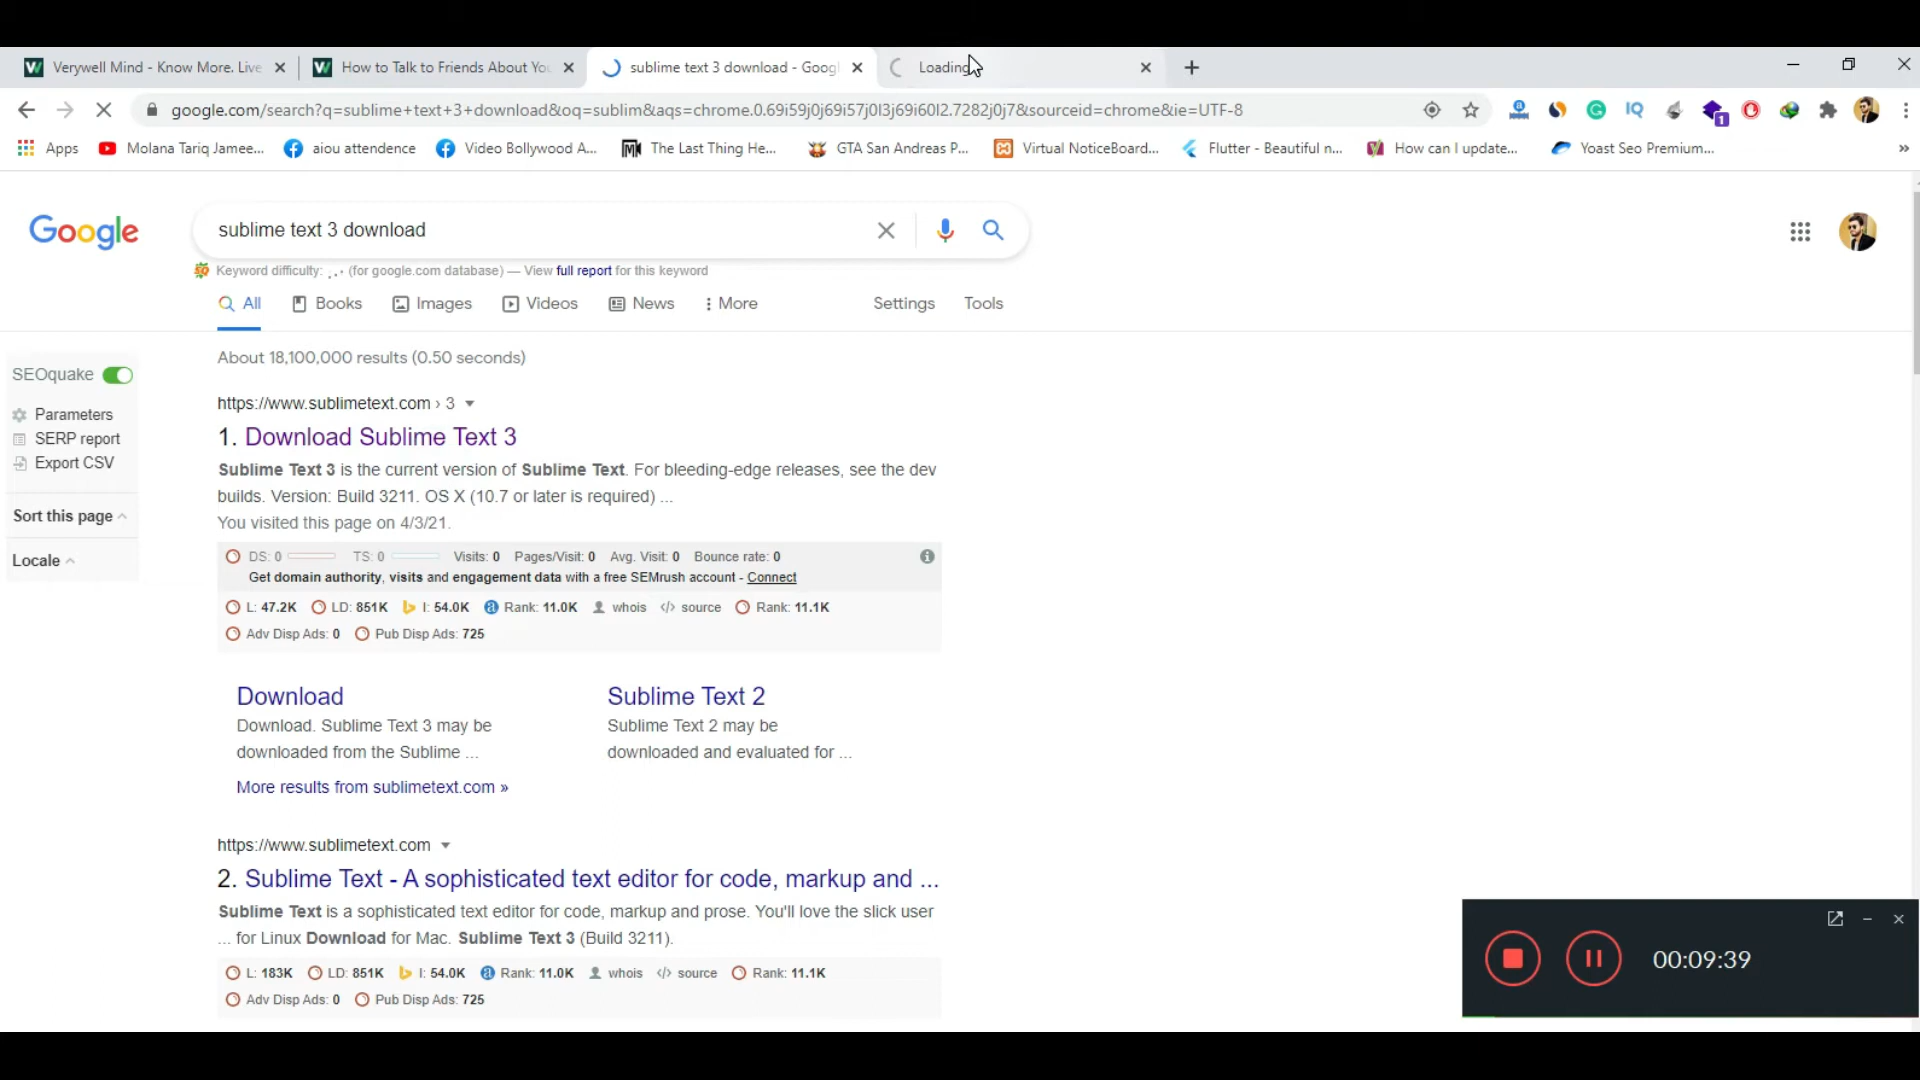 Verywell Mind - Know More. Live
How to Talk to Friends About You
sublime text 3 download - Googl
Loading
google.com/search?q=sublime+text+3+download&oq=sublim&aqs=chrome.0.69i59j0j69i57j0l3j69i60l2.7282j0j7&sourceid=chrome&ie=UTF-8
Apps
Molana Tariq Jamee...
aiou attendence
Video Bollywood A...
The Last Thing He...
GTA San Andreas P...
Virtual NoticeBoard...
Flutter - Beautiful n...
How can I update...
Yoast Seo Premium...
»
Google
sublime text 3 download
Keyword difficulty: (for google.com database) — View full report for this keyword
All Books Images Videos News More Settings Tools
About 18,100,000 results (0.50 seconds)
SEOquake
Parameters
SERP report
Export CSV
Sort this page
Locale
https://www.sublimetext.com › 3
1. Download Sublime Text 3
Sublime Text 3 is the current version of Sublime Text. For bleeding-edge releases, see the dev
builds. Version: Build 3211. OS X (10.7 or later is required) ...
You visited this page on 4/3/21.
DS: 0 TS: 0 Visits: 0 Pages/Visit: 0 Avg. Visit: 0 Bounce rate: 0
Get domain authority, visits and engagement data with a free SEMrush account - Connect
L: 47.2K LD: 851K I: 54.0K Rank: 11.0K whois </> source Rank: 11.1K
Adv Disp Ads: 0 Pub Disp Ads: 725
Download
Download. Sublime Text 3 may be
downloaded from the Sublime ...
Sublime Text 2
Sublime Text 2 may be
downloaded and evaluated for ...
More results from sublimetext.com »
https://www.sublimetext.com
2. Sublime Text - A sophisticated text editor for code, markup and ...
Sublime Text is a sophisticated text editor for code, markup and prose. You'll love the slick user
... for Linux Download for Mac. Sublime Text 3 (Build 3211).
L: 183K LD: 851K I: 54.0K Rank: 11.0K whois </> source Rank: 11.1K
Adv Disp Ads: 0 Pub Disp Ads: 725
00:09:39